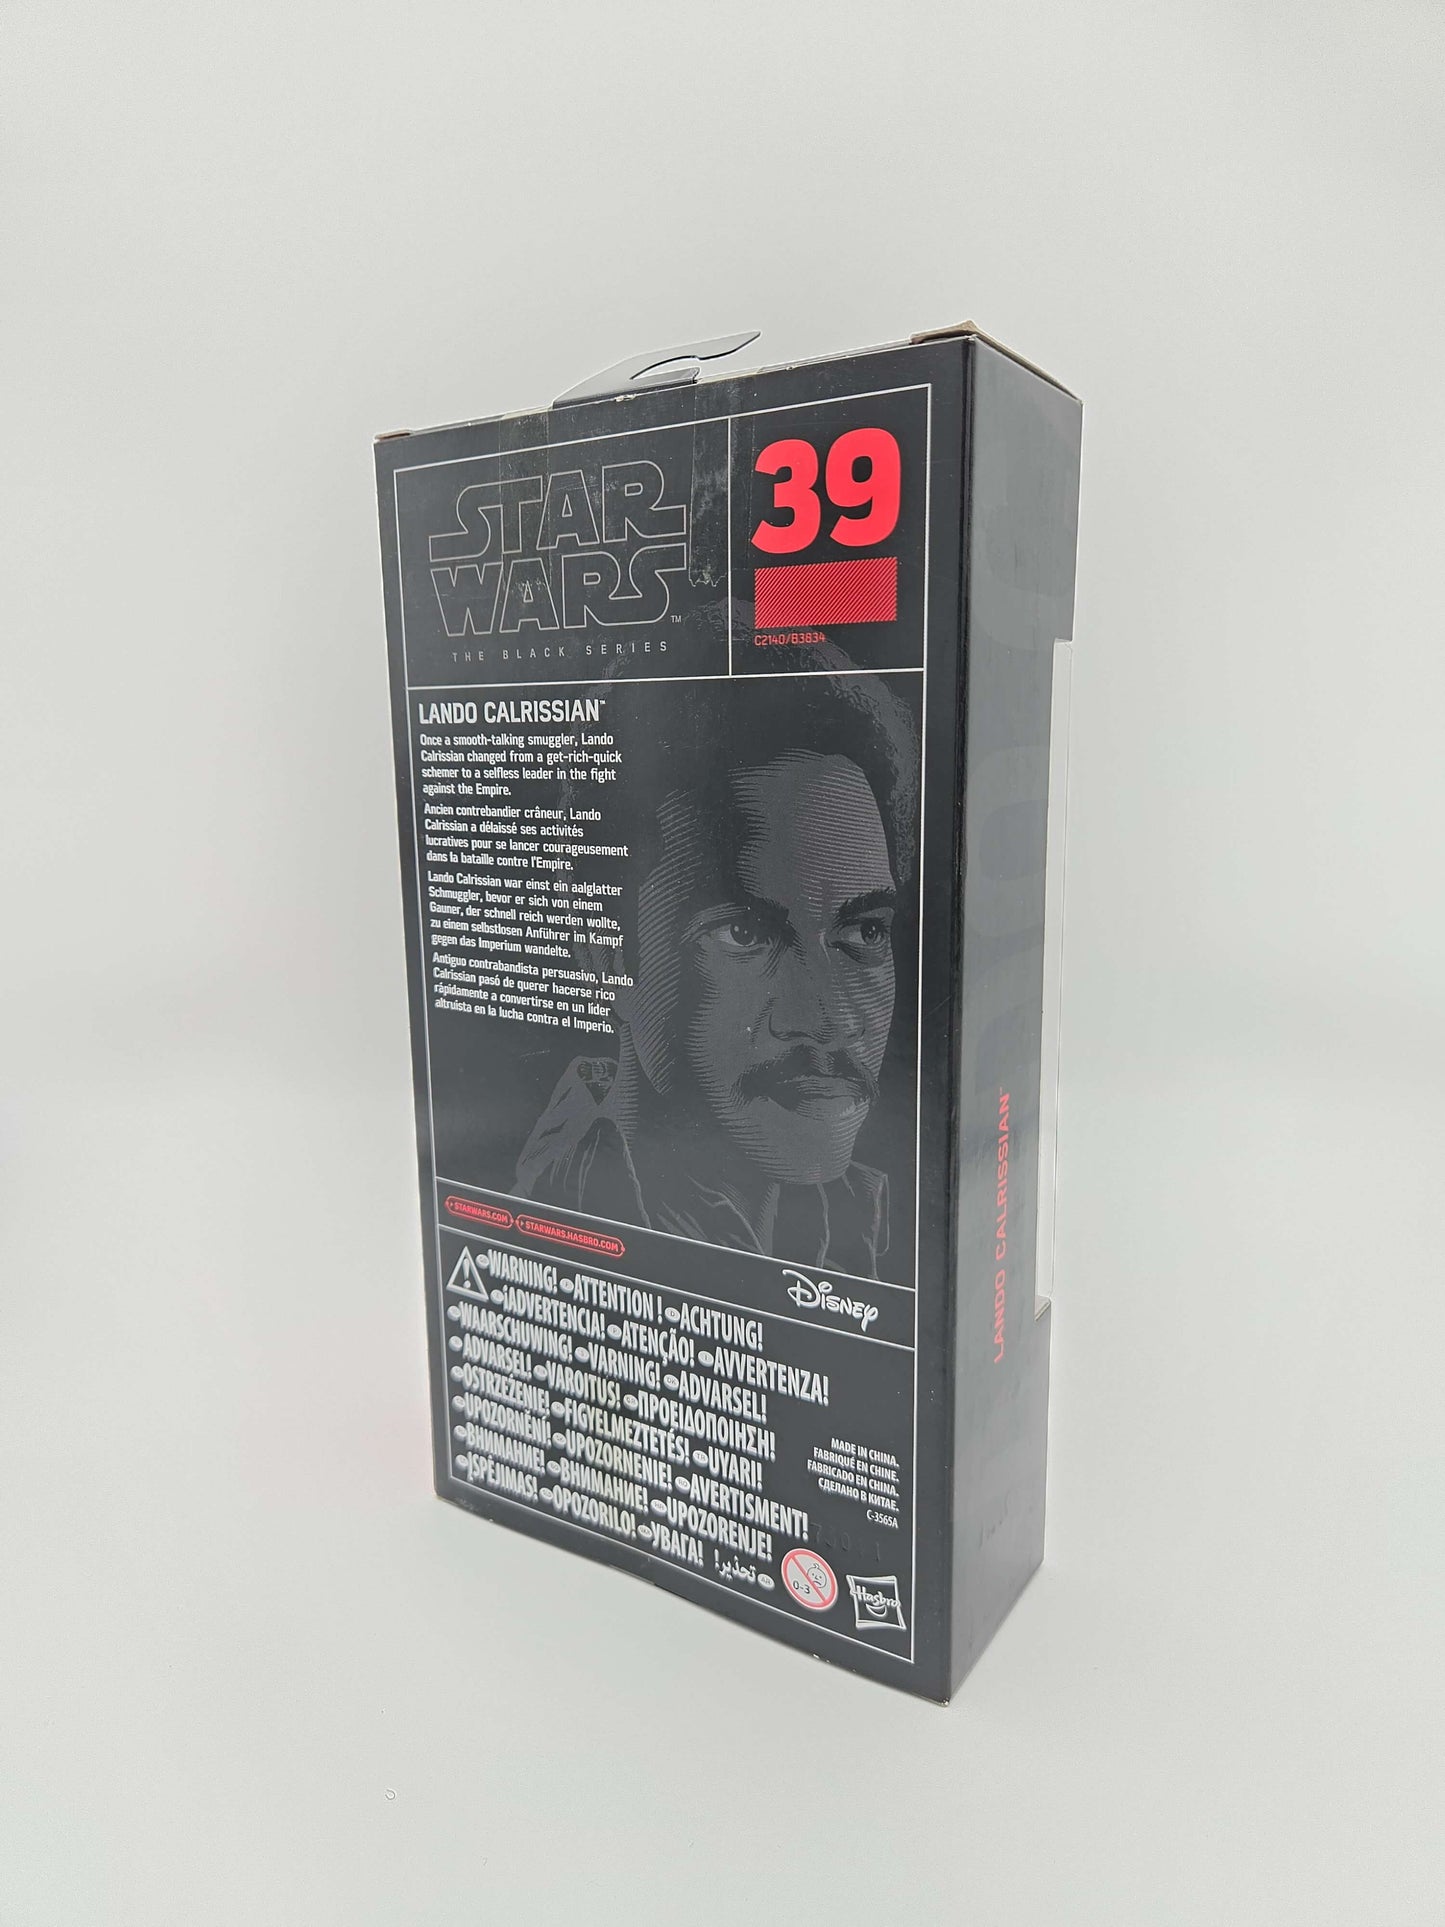 STAR
WARS™
THE BLACK SERIES
39
C2140/B3834
LANDO CALRISSIAN™
Once a smooth-talking smuggler, Lando
Calrissian changed from a get-rich-quick
schemer to a selfless leader in the fight
against the Empire.
Ancien contrebandier crâneur, Lando
Calrissian a délaissé ses activités
lucratives pour se lancer courageusement
dans la bataille contre l'Empire.
Lando Calrissian war einst ein aalglatter
Schmuggler, bevor er sich von einem
Gauner, der schnell reich werden wollte,
zu einem selbstlosen Anführer im Kampf
gegen das Imperium wandelte.
Antiguo contrabandista persuasivo, Lando
Calrissian pasó de querer hacerse rico
rápidamente a convertirse en un líder
altruista en la lucha contra el Imperio.
STARWARS.COM STARWARS.HASBRO.COM
Disney
WARNING! ATTENTION ! ACHTUNG!
¡ADVERTENCIA! ATENÇÃO! AVVERTENZA!
WAARSCHUWING! VARNING! ADVARSEL!
ADVARSEL! VAROITUS! ΠΡΟΕΙΔΟΠΟΙΗΣΗ!
OSTRZEŻENIE! FIGYELMEZTETÉS! UYARI!
UPOZORNĚNÍ! UPOZORNENIE! AVERTISMENT!
ВНИМАНИЕ! ВНИМАНИЕ! UPOZORENJE!
ĮSPĖJIMAS! OPOZORILO! УВАГА! تحذير!
MADE IN CHINA.
FABRIQUÉ EN CHINE.
FABRICADO EN CHINA.
СДЕЛАНО В КИТАЕ.
C-3565A
0-3
Hasbro
LANDO CALRISSIAN™